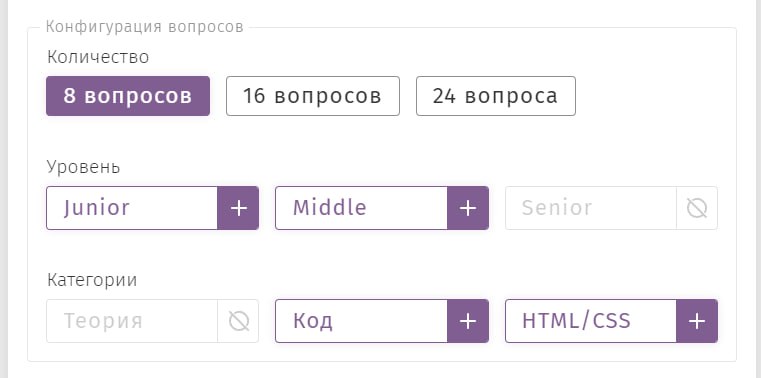 Конфигурация вопросов
Количество
8 вопросов 16 вопросов 24 вопроса
Уровень
Junior Middle Senior
Категории
Теория Код HTML/CSS